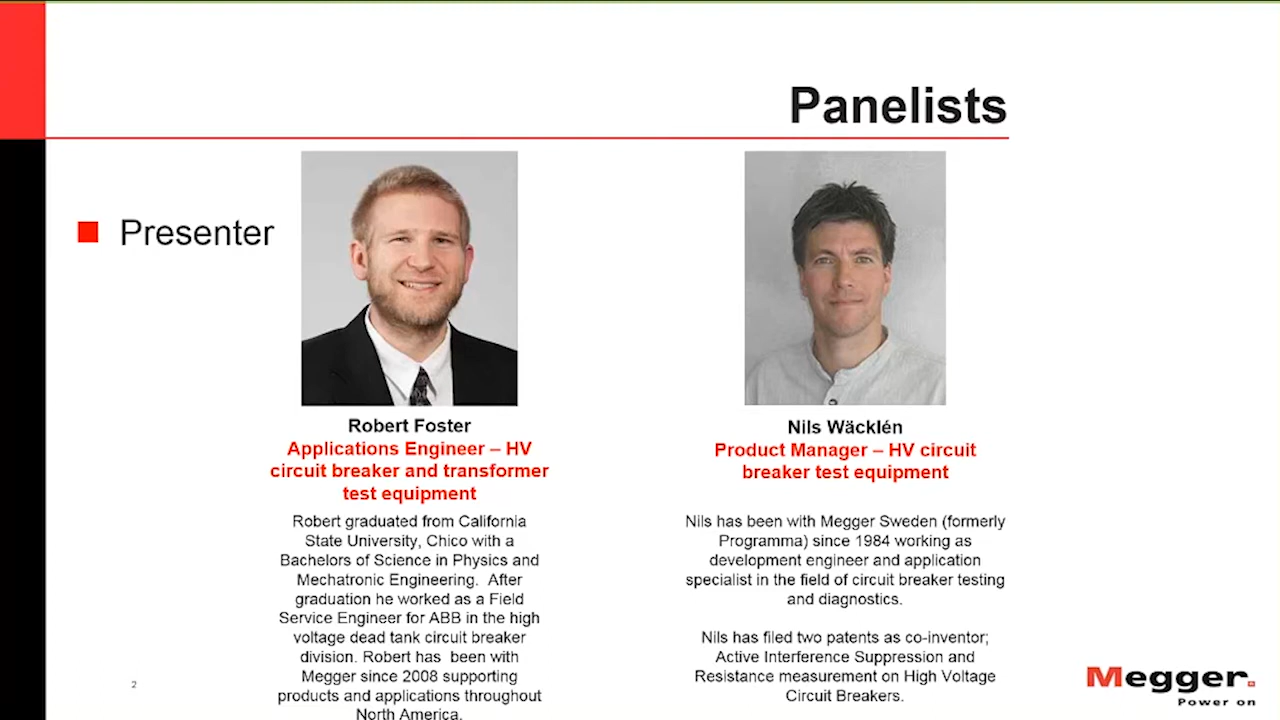 Panelists
Presenter
Robert Foster
Applications Engineer – HV
circuit breaker and transformer
test equipment
Robert graduated from California
State University, Chico with a
Bachelors of Science in Physics and
Mechatronic Engineering.  After
graduation he worked as a Field
Service Engineer for ABB in the high
voltage dead tank circuit breaker
division. Robert has  been with
Megger since 2008 supporting
products and applications throughout
North America.
Nils Wäcklén
Product Manager – HV circuit
breaker test equipment
Nils has been with Megger Sweden (formerly
Programma) since 1984 working as
development engineer and application
specialist in the field of circuit breaker testing
and diagnostics.
Nils has filed two patents as co-inventor;
Active Interference Suppression and
Resistance measurement on High Voltage
Circuit Breakers.
2
Megger.
Power on